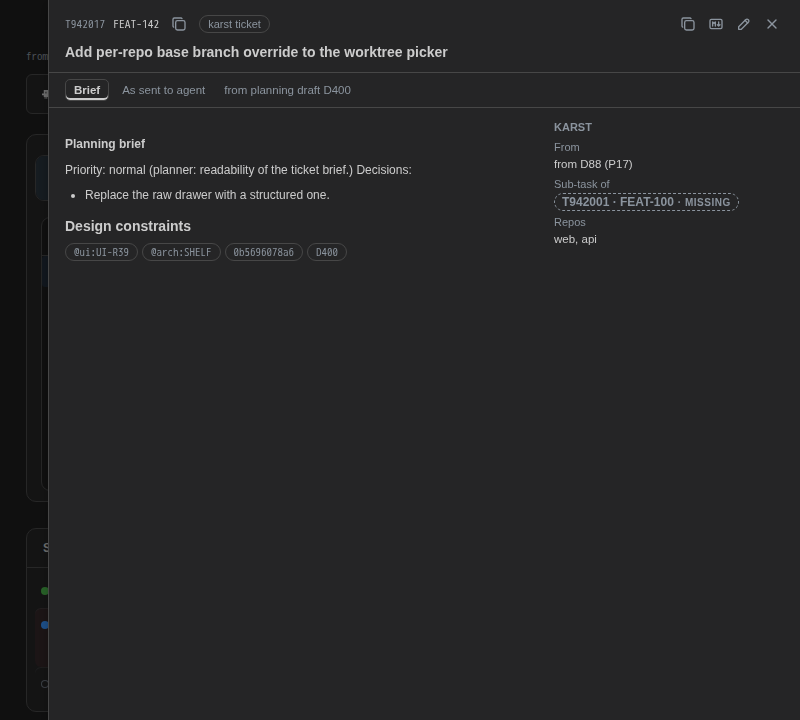 T942017 FEAT-142 karst ticket
Add per-repo base branch override to the worktree picker
from
Brief As sent to agent from planning draft D400
Planning brief
Priority: normal (planner: readability of the ticket brief.) Decisions:
Replace the raw drawer with a structured one.
Design constraints
@ui:UI-R39 @arch:SHELF 0b5696078a6 D400
KARST
From
from D88 (P17)
Sub-task of
T942001 · FEAT-100 · MISSING
Repos
web, api